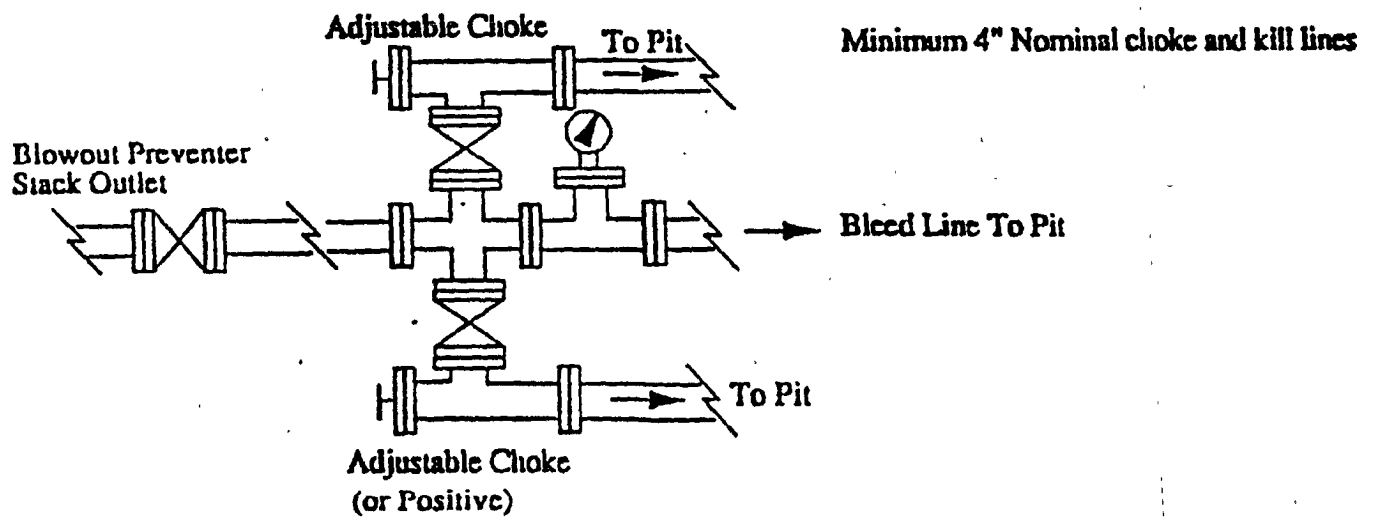 Adjustable Choke
To Pit
Minimum 4" Nominal choke and kill lines
Blowout Preventer
Stack Outlet
Bleed Line To Pit
To Pit
Adjustable Choke
(or Positive)